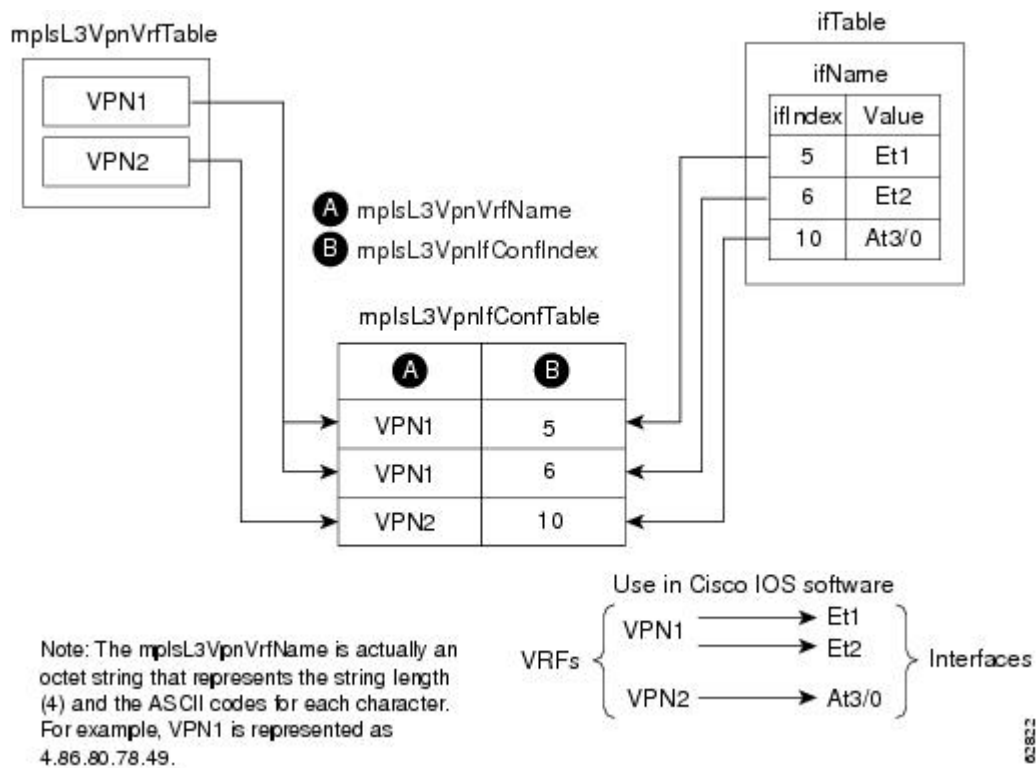 mplsL3VpnVrfTable
VPN1
VPN2
ifTable
ifName
ifIndex Value
5 Et1
6 Et2
10 At3/0
A mplsL3VpnVrfName
B mplsL3VpnIfConfIndex
mplsL3VpnIfConfTable
A B
VPN1 5
VPN1 6
VPN2 10
Note: The mplsL3VpnVrfName is actually an
octet string that represents the string length
(4) and the ASCII codes for each character.
For example, VPN1 is represented as
4.86.80.78.49.
Use in Cisco IOS software
VRFs
VPN1
Et1
Et2
VPN2
At3/0
Interfaces
62822